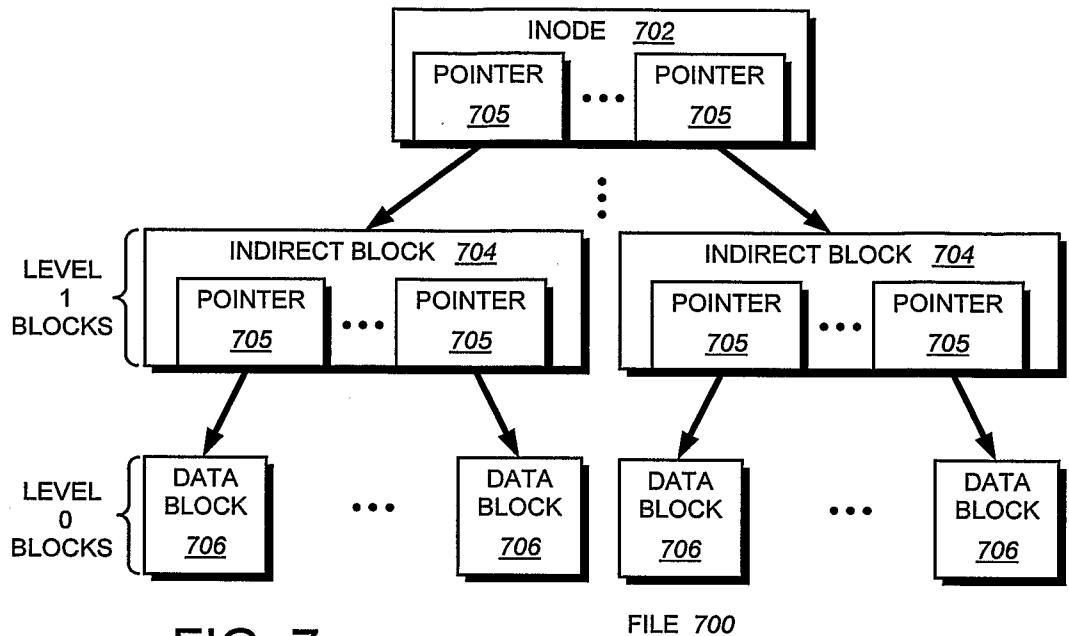 INODE 702
POINTER POINTER
705 705
INDIRECT BLOCK 704 INDIRECT BLOCK 704
LEVEL
1
BLOCKS
POINTER POINTER POINTER POINTER
705 705 705 705
LEVEL
0
BLOCKS
DATA BLOCK 706
DATA BLOCK 706
DATA BLOCK 706
DATA BLOCK 706
FILE 700
FIG. 7